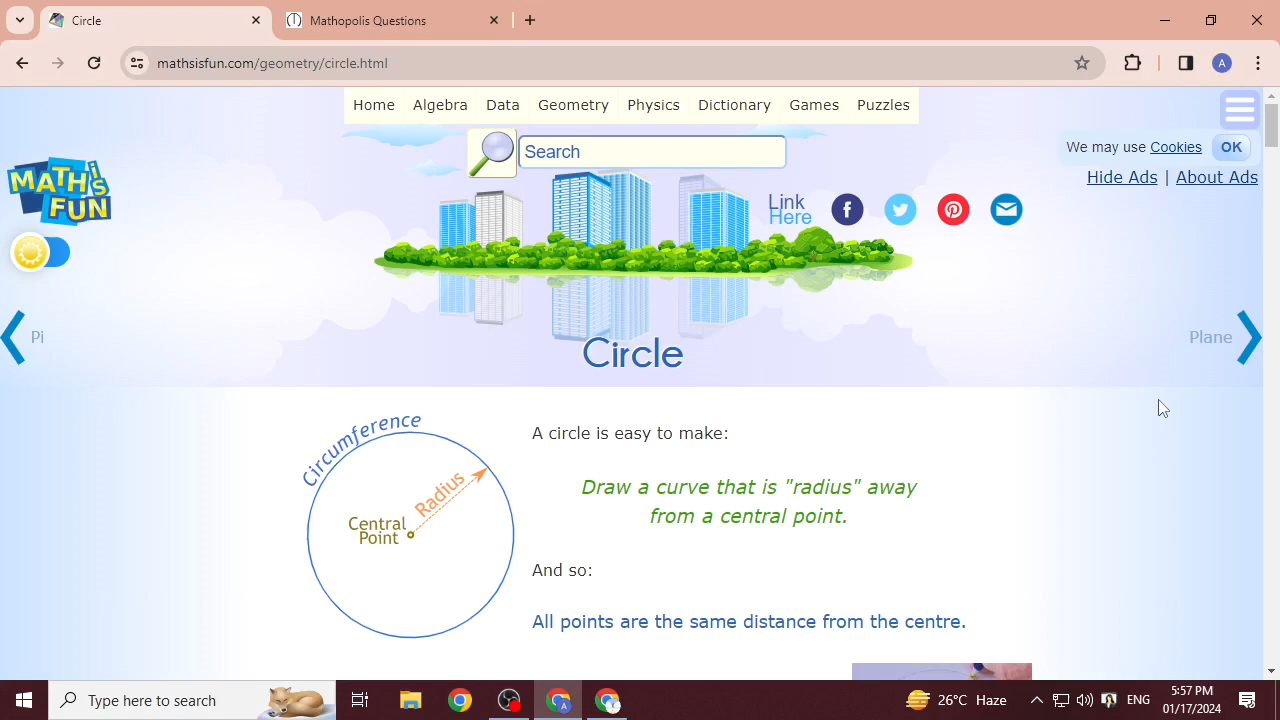 Circle
Mathopolis Questions
mathsisfun.com/geometry/circle.html
A
Home Algebra Data Geometry Physics Dictionary Games Puzzles
Search
We may use Cookies OK
Hide Ads | About Ads
MATH iS FUN
Link Here
Pi
Plane
Circle
Circumference
Radius
Central
Point
A circle is easy to make:
Draw a curve that is "radius" away
from a central point.
And so:
All points are the same distance from the centre.
Type here to search
26°C Haze
ENG
5:57 PM
01/17/2024